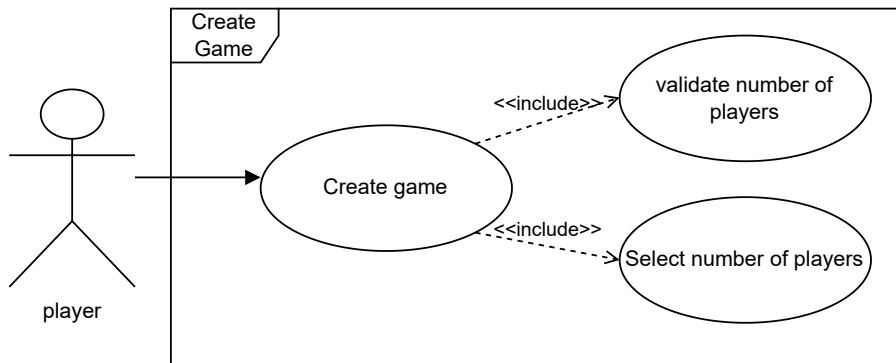 Create
Game
<<include>>
validate number of
players
Create game
<<include>>
Select number of players
player